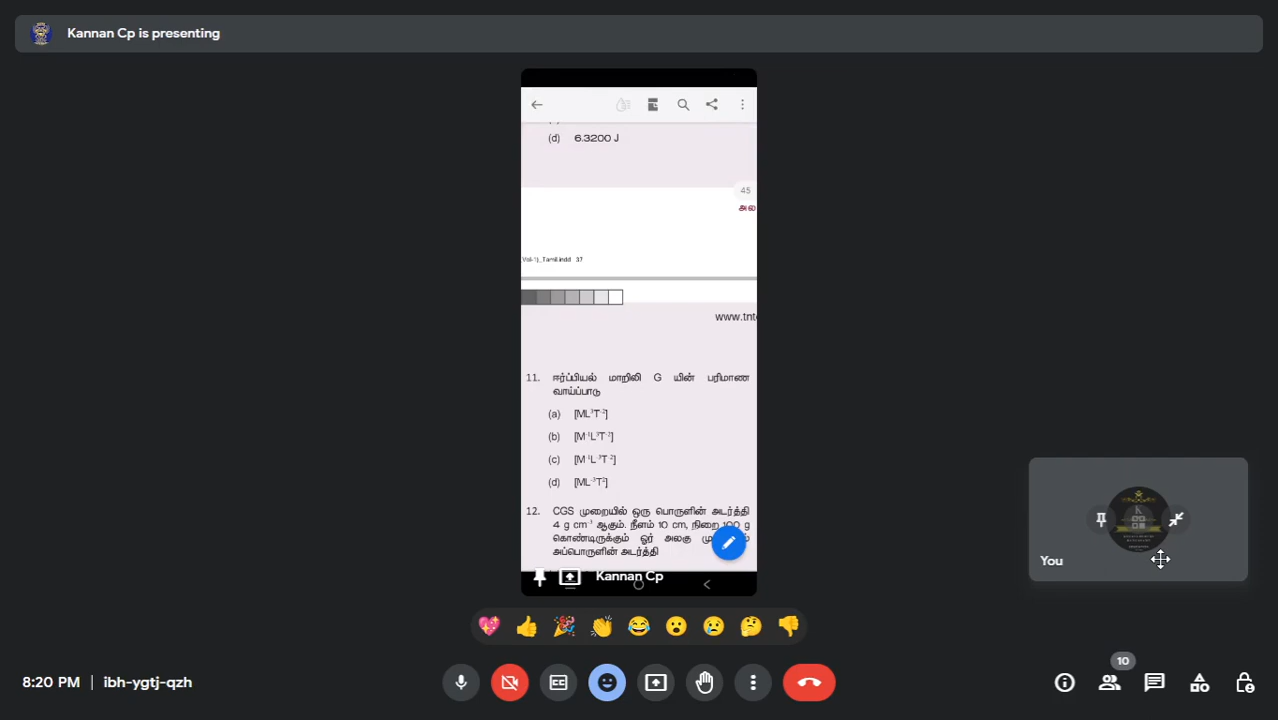 Kannan Cp is presenting
(d) 6.3200 J
45
அல
Vol-1)_Tamil.indd 37
www.tnt
11. ஈர்ப்பியல் மாறிலி G யின் பரிமாண
வாய்ப்பாடு
(a) [ML³T⁻²]
(b) [M⁻¹L³T⁻²]
(c) [M⁻¹L⁻³T⁻²]
(d) [ML⁻³T²]
12. CGS முறையில் ஒரு பொருளின் அடர்த்தி
4 g cm⁻³ ஆகும். நீளம் 10 cm, நிறை 100 g
கொண்டிருக்கும் ஓர் அலகு
அப்பொருளின் அடர்த்தி
Kannan Cp
You
8:20 PM | ibh-ygtj-qzh
10